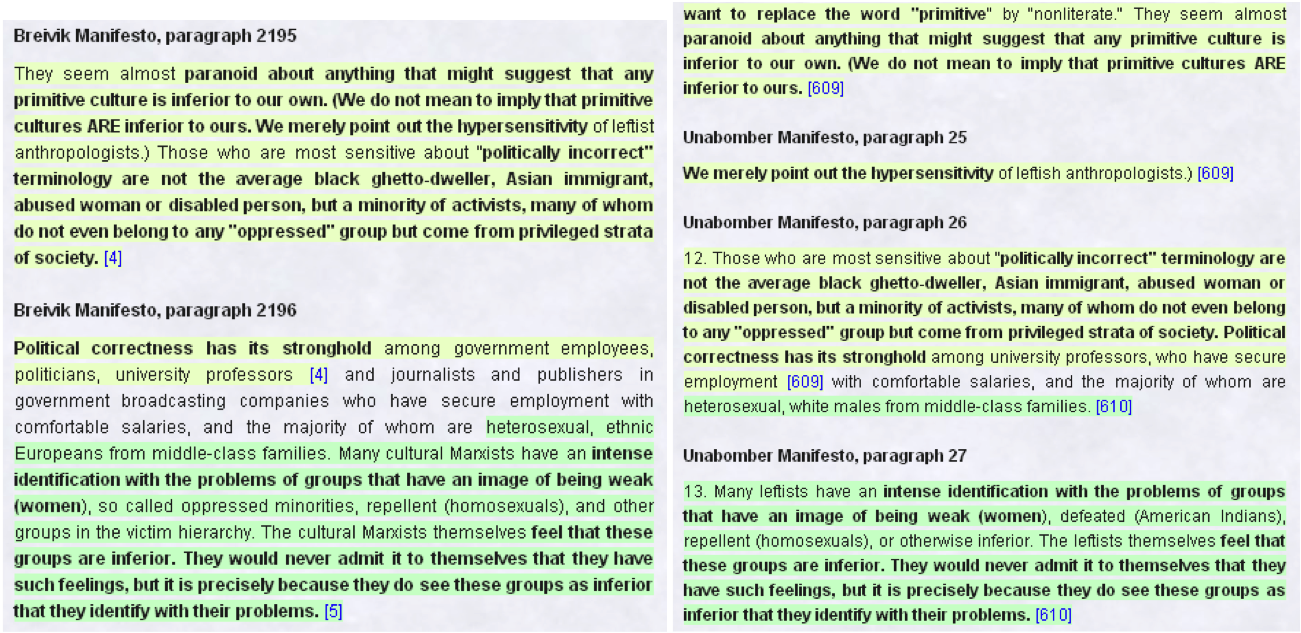 Breivik Manifesto, paragraph 2195
They seem almost paranoid about anything that might suggest that any
primitive culture is inferior to our own. (We do not mean to imply that primitive
cultures ARE inferior to ours. We merely point out the hypersensitivity of leftist
anthropologists.) Those who are most sensitive about "politically incorrect"
terminology are not the average black ghetto-dweller, Asian immigrant,
abused woman or disabled person, but a minority of activists, many of whom
do not even belong to any "oppressed" group but come from privileged strata
of society. [4]
Breivik Manifesto, paragraph 2196
Political correctness has its stronghold among government employees,
politicians, university professors [4] and journalists and publishers in
government broadcasting companies who have secure employment with
comfortable salaries, and the majority of whom are heterosexual, ethnic
Europeans from middle-class families. Many cultural Marxists have an intense
identification with the problems of groups that have an image of being weak
(women), so called oppressed minorities, repellent (homosexuals), and other
groups in the victim hierarchy. The cultural Marxists themselves feel that these
groups are inferior. They would never admit it to themselves that they have
such feelings, but it is precisely because they do see these groups as inferior
that they identify with their problems. [5]
want to replace the word "primitive" by "nonliterate." They seem almost
paranoid about anything that might suggest that any primitive culture is
inferior to our own. (We do not mean to imply that primitive cultures ARE
inferior to ours. [609]
Unabomber Manifesto, paragraph 25
We merely point out the hypersensitivity of leftish anthropologists.) [609]
Unabomber Manifesto, paragraph 26
12. Those who are most sensitive about "politically incorrect" terminology are
not the average black ghetto-dweller, Asian immigrant, abused woman or
disabled person, but a minority of activists, many of whom do not even belong
to any "oppressed" group but come from privileged strata of society. Political
correctness has its stronghold among university professors, who have secure
employment [609] with comfortable salaries, and the majority of whom are
heterosexual, white males from middle-class families. [610]
Unabomber Manifesto, paragraph 27
13. Many leftists have an intense identification with the problems of groups
that have an image of being weak (women), defeated (American Indians),
repellent (homosexuals), or otherwise inferior. The leftists themselves feel that
these groups are inferior. They would never admit it to themselves that they
have such feelings, but it is precisely because they do see these groups as
inferior that they identify with their problems. [610]